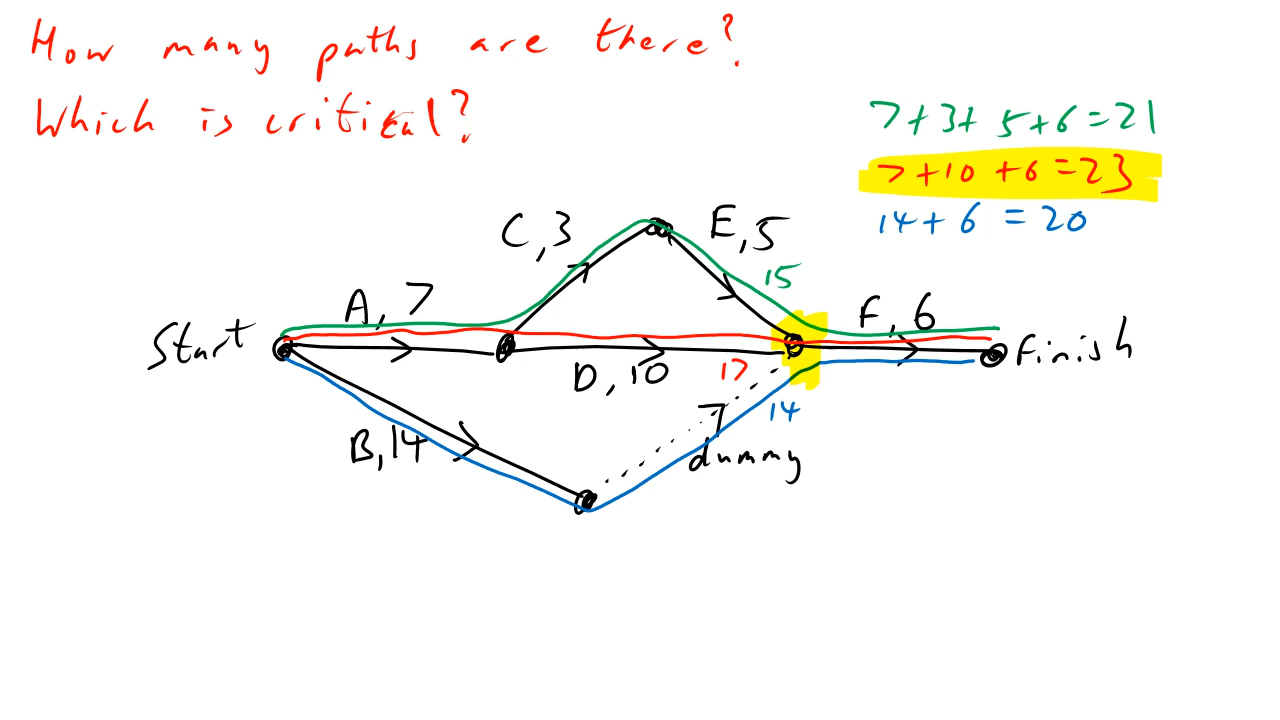 How many paths are there?
Which is critical?
7+3+5+6=21
7+10+6=23
14+6=20
C,3
E,5
15
A,7
F,6
Start
Finish
D,10
17
14
B,14
dummy